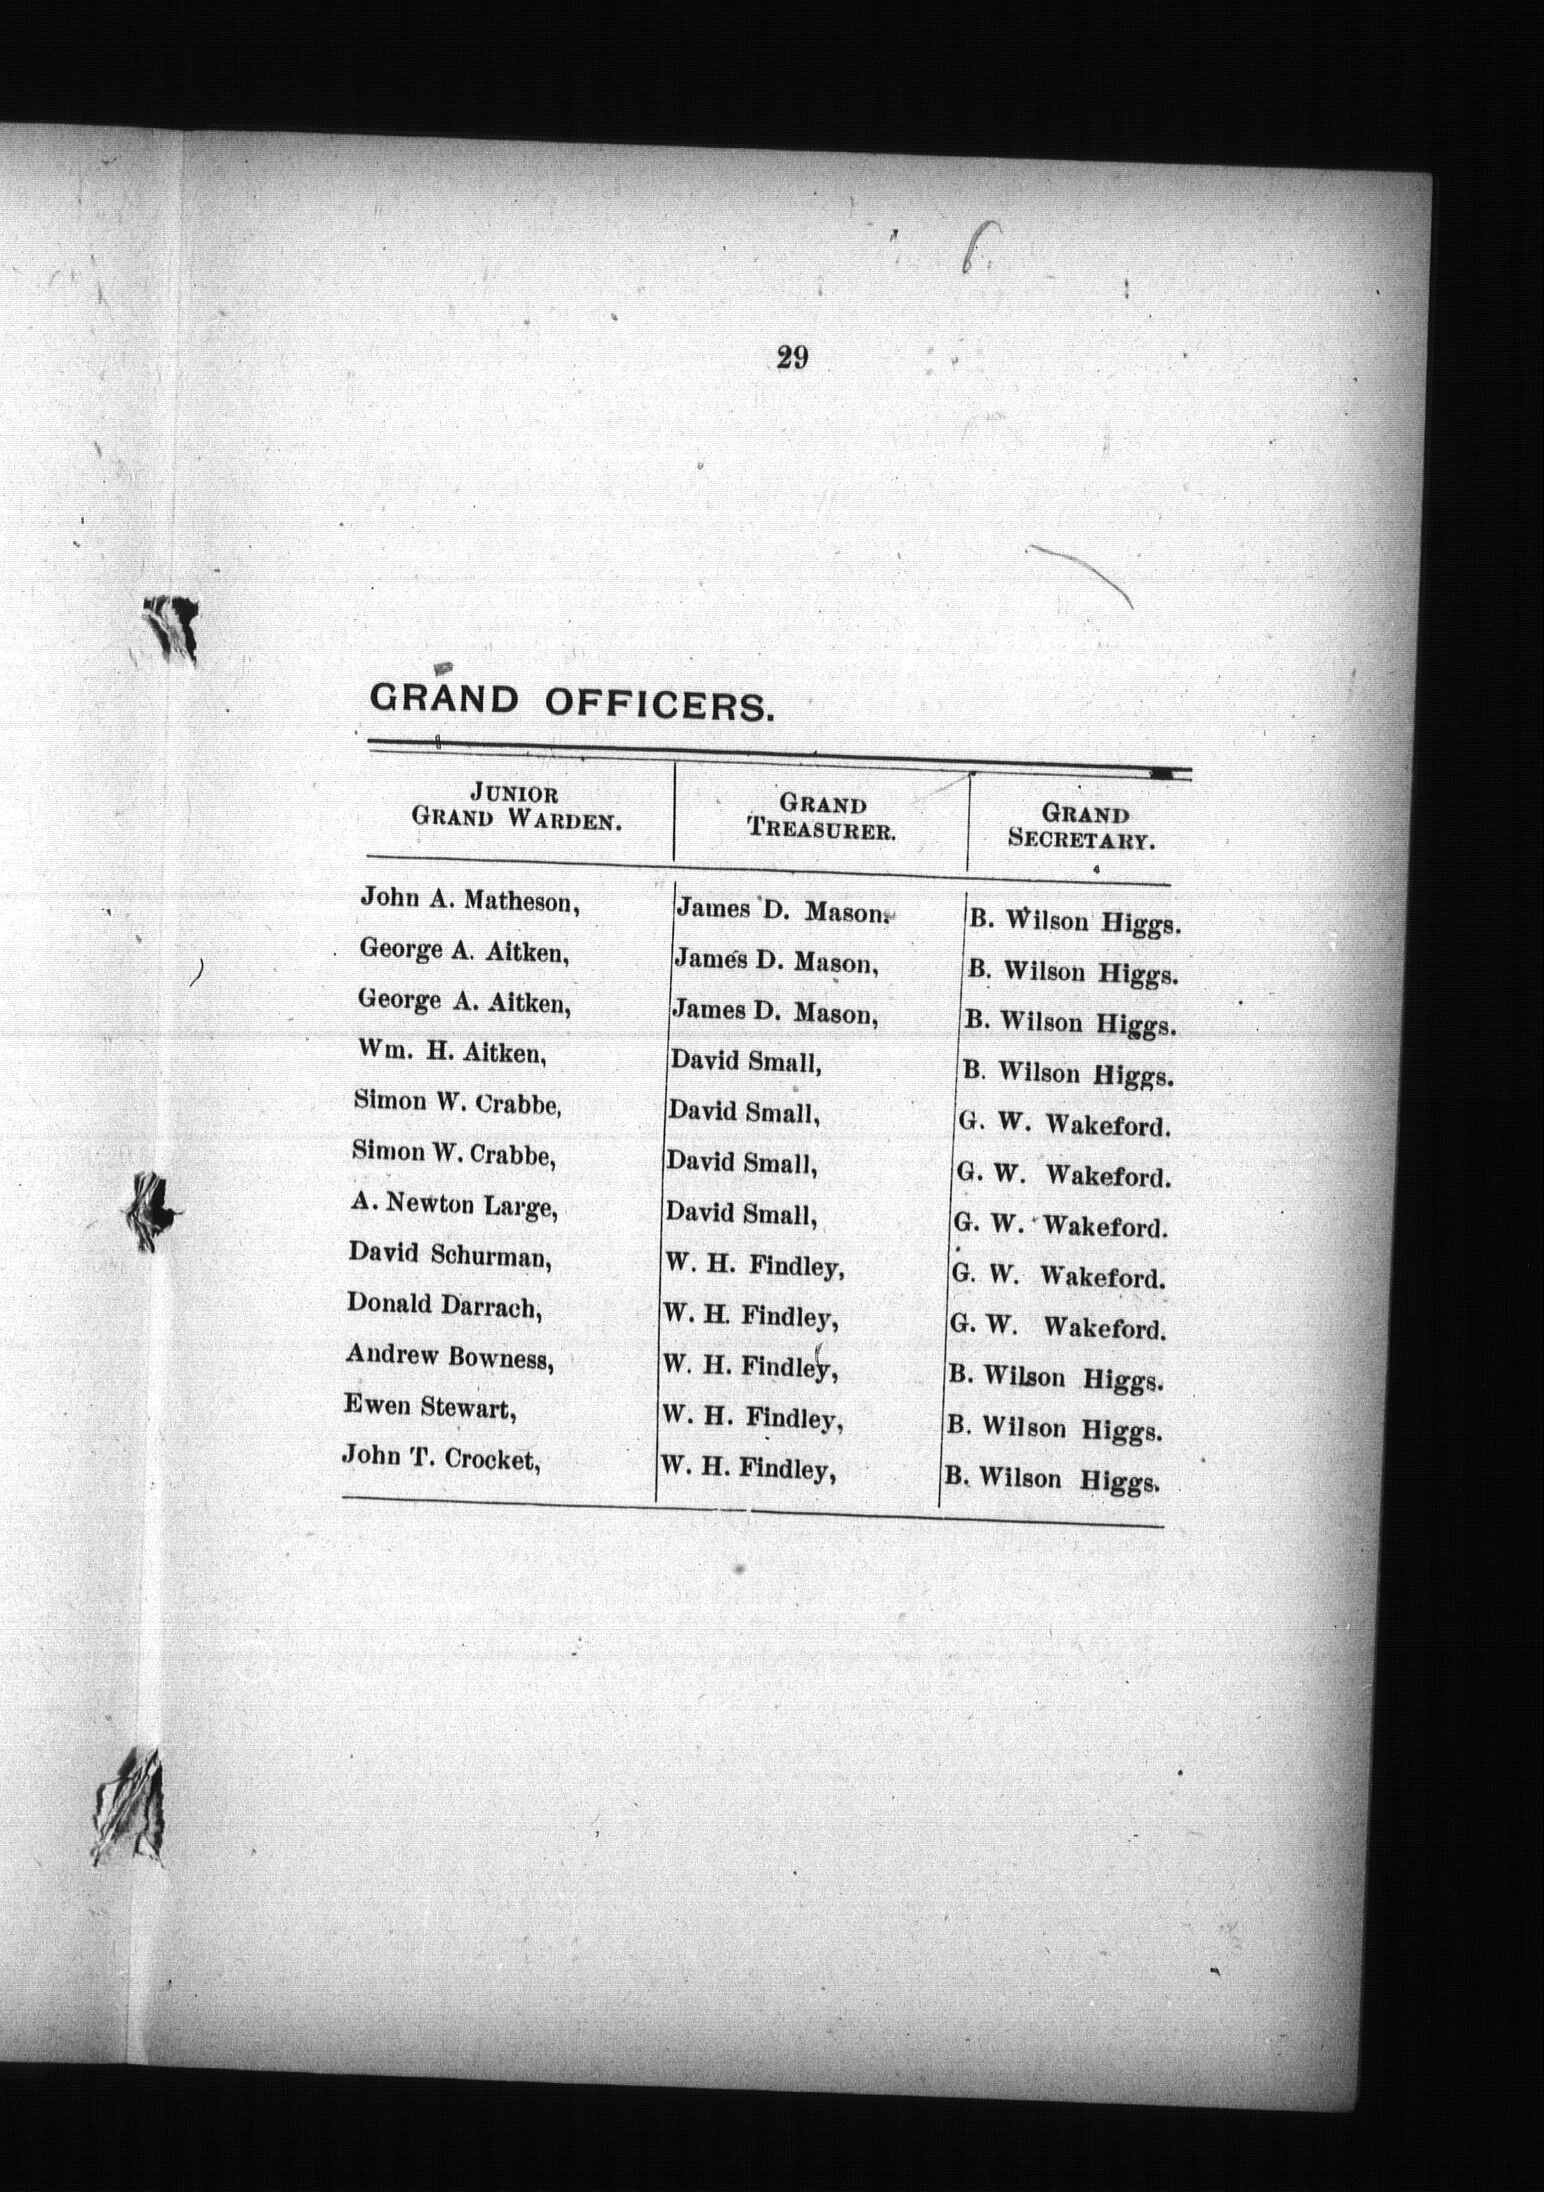 29
GRAND OFFICERS.
JUNIOR GRAND WARDEN. GRAND TREASURER. GRAND SECRETARY.
John A. Matheson, James D. Mason, B. Wilson Higgs.
George A. Aitken, James D. Mason, B. Wilson Higgs.
George A. Aitken, James D. Mason, B. Wilson Higgs.
Wm. H. Aitken, David Small, B. Wilson Higgs.
Simon W. Crabbe, David Small, G. W. Wakeford.
Simon W. Crabbe, David Small, G. W. Wakeford.
A. Newton Large, David Small, G. W. Wakeford.
David Schurman, W. H. Findley, G. W. Wakeford.
Donald Darrach, W. H. Findley, G. W. Wakeford.
Andrew Bowness, W. H. Findley, B. Wilson Higgs.
Ewen Stewart, W. H. Findley, B. Wilson Higgs.
John T. Crocket, W. H. Findley, B. Wilson Higgs.